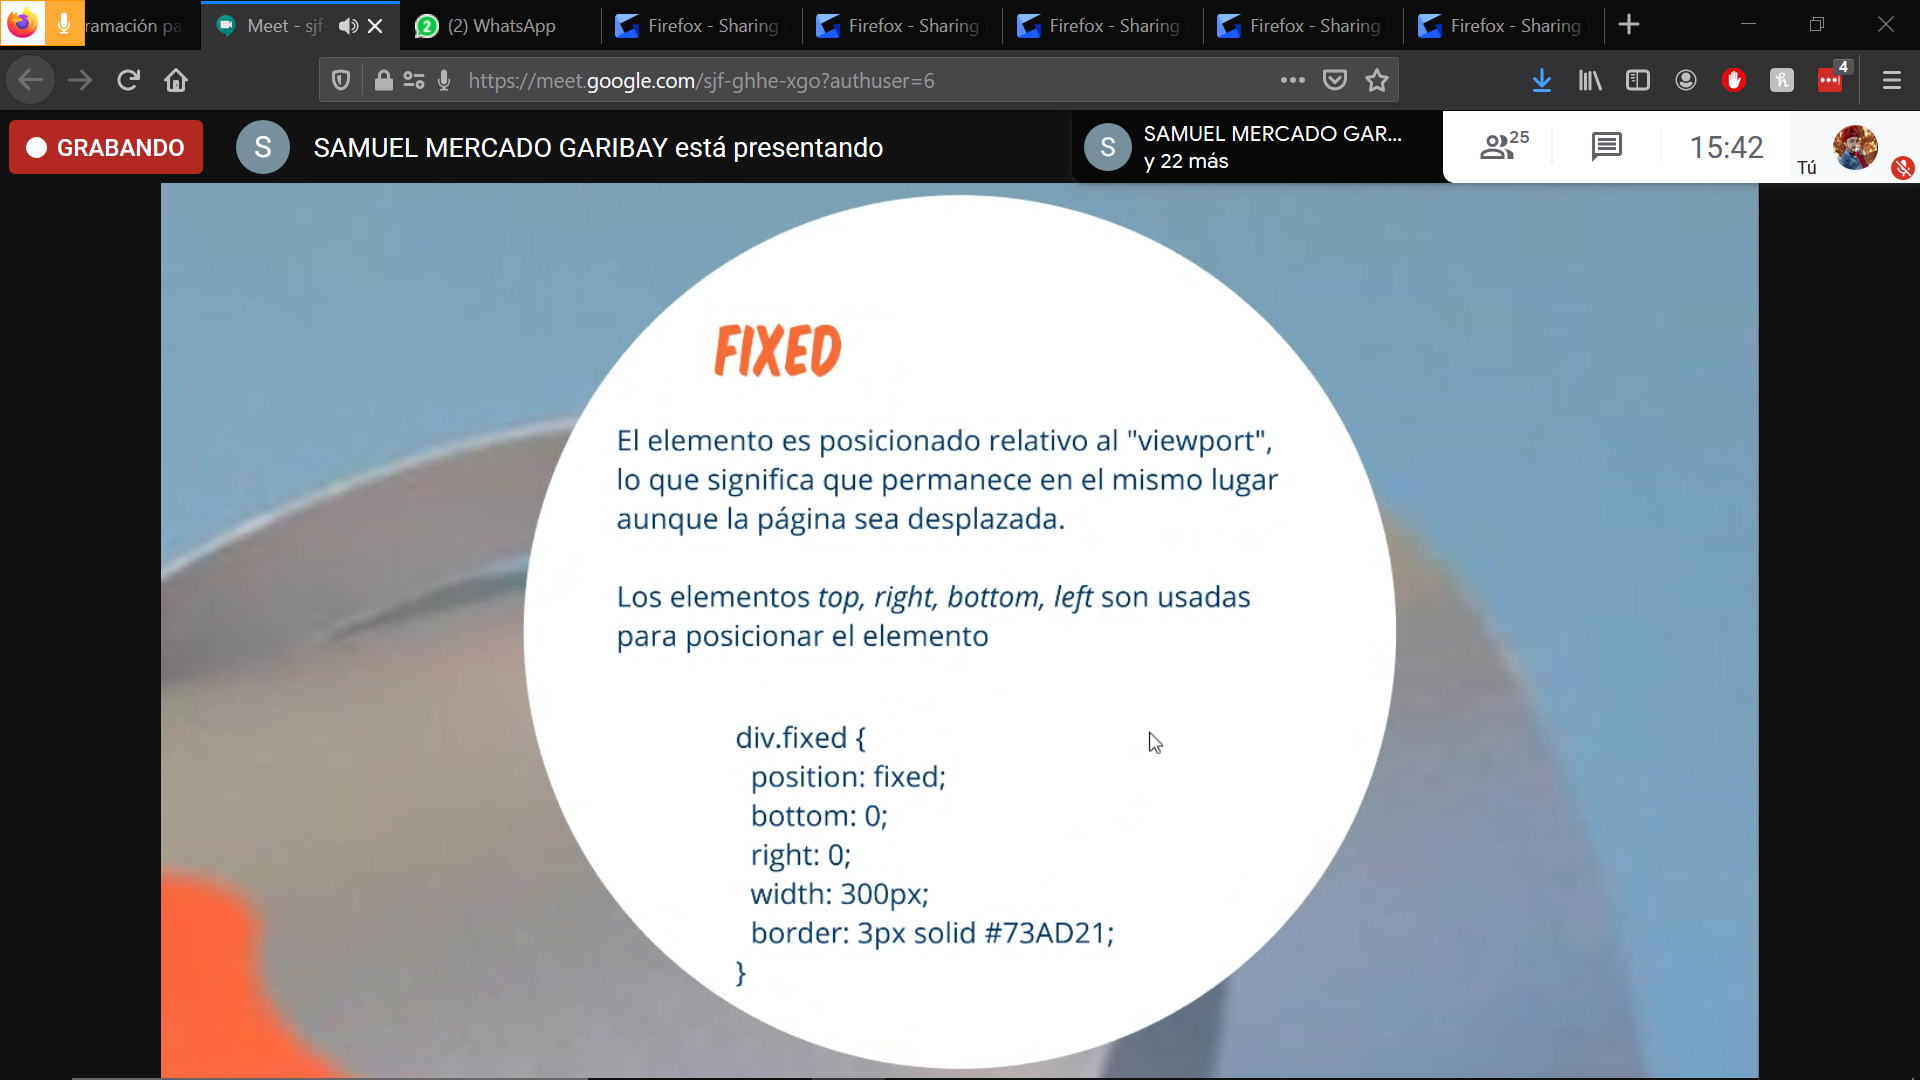 ramación pa
Meet - sjf-
(2) WhatsApp
Firefox - Sharing
Firefox - Sharing
Firefox - Sharing
Firefox - Sharing
Firefox - Sharing
https://meet.google.com/sjf-ghhe-xgo?authuser=6
4
GRABANDO
S
SAMUEL MERCADO GARIBAY está presentando
S
SAMUEL MERCADO GAR...
y 22 más
25
15:42
Tú
FIXED
El elemento es posicionado relativo al "viewport",
lo que significa que permanece en el mismo lugar
aunque la página sea desplazada.
Los elementos top, right, bottom, left son usadas
para posicionar el elemento
div.fixed {
position: fixed;
bottom: 0;
right: 0;
width: 300px;
border: 3px solid #73AD21;
}